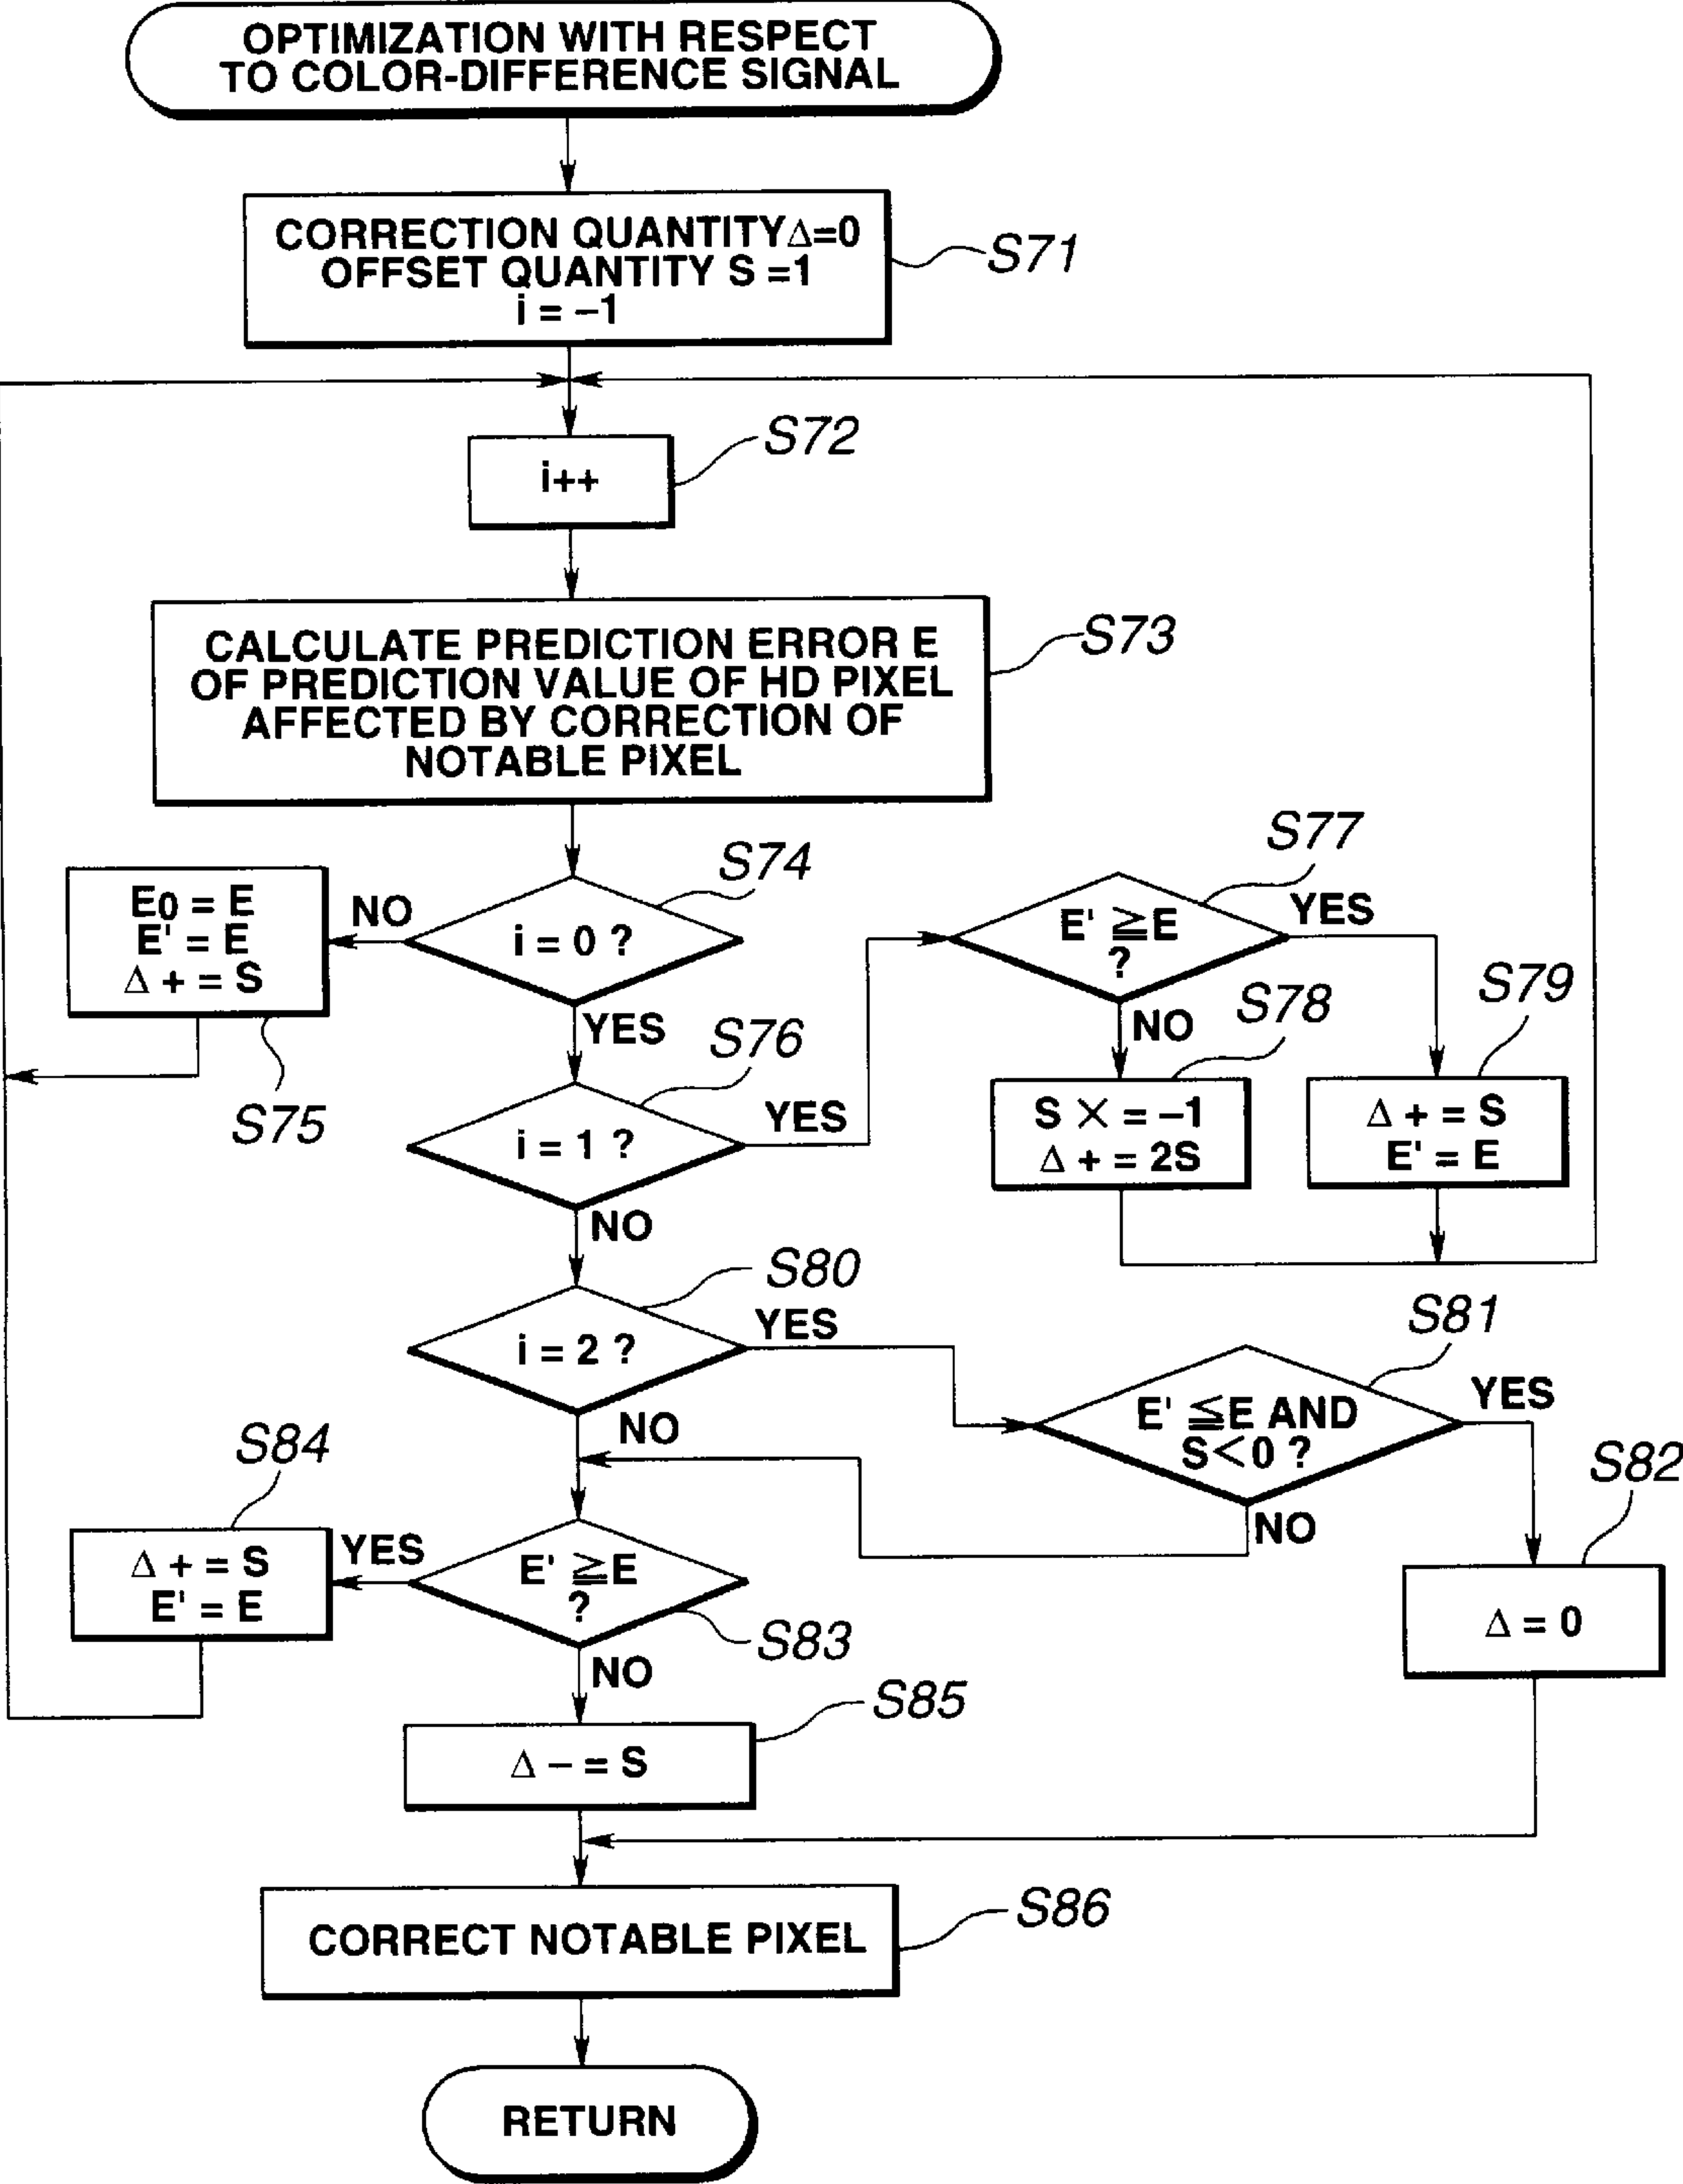 OPTIMIZATION WITH RESPECT
TO COLOR-DIFFERENCE SIGNAL
CORRECTION QUANTITYΔ=0
OFFSET QUANTITY S =1
i = –1
S71
S72
i++
S73
CALCULATE PREDICTION ERROR E
OF PREDICTION VALUE OF HD PIXEL
AFFECTED BY CORRECTION OF
NOTABLE PIXEL
S74
i = 0 ?
NO
YES
E0 = E
E' = E
Δ + = S
S75
S76
i = 1 ?
YES
NO
S77
E' ≧E
?
YES
NO
S78
S × = –1
Δ + = 2S
S79
Δ + = S
E' = E
S80
i = 2 ?
YES
NO
S81
E' ≦E AND
S<0 ?
YES
NO
S82
Δ = 0
S83
E' ≧E
?
YES
NO
S84
Δ + = S
E' = E
S85
Δ – = S
S86
CORRECT NOTABLE PIXEL
RETURN